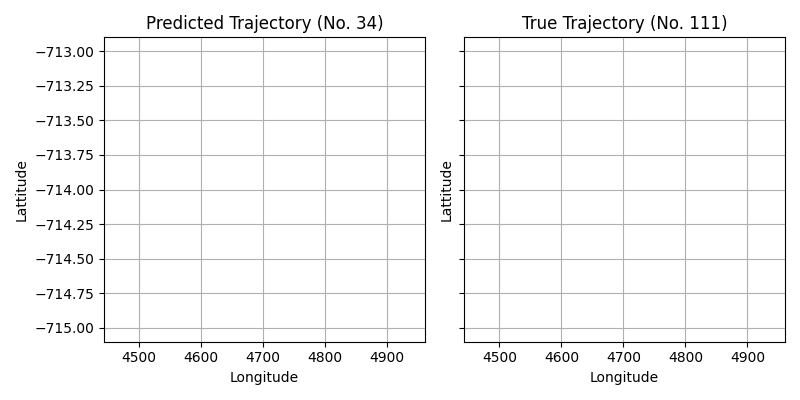 Predicted Trajectory (No. 34)
True Trajectory (No. 111)
−713.00
−713.25
−713.50
−713.75
−714.00
−714.25
−714.50
−714.75
−715.00
Lattitude
Lattitude
4500 4600 4700 4800 4900
4500 4600 4700 4800 4900
Longitude
Longitude